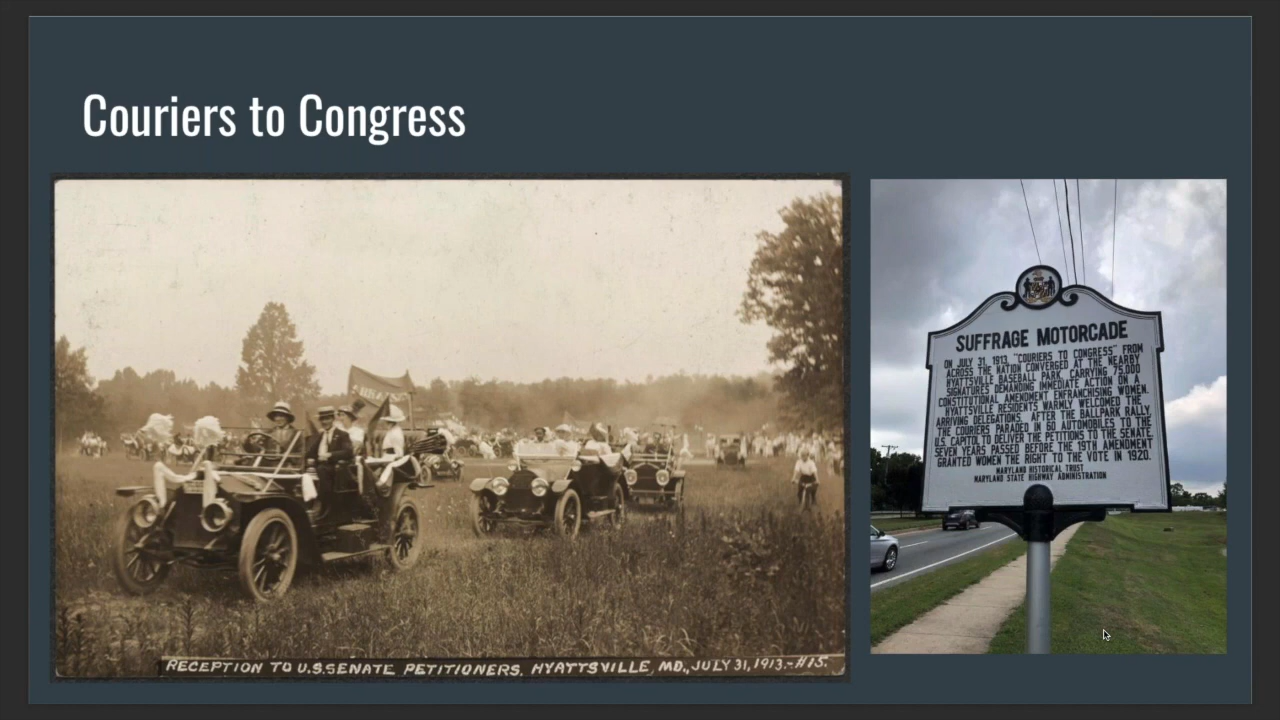 Couriers to Congress
RECEPTION TO U.S. SENATE PETITIONERS. HYATTSVILLE, MD., JULY 31, 1913.-#15.
SUFFRAGE MOTORCADE
ON JULY 31, 1913, "COURIERS TO CONGRESS" FROM
ACROSS THE NATION CONVERGED AT THE NEARBY
HYATTSVILLE BASEBALL PARK, CARRYING 75,000
SIGNATURES DEMANDING IMMEDIATE ACTION ON A
CONSTITUTIONAL AMENDMENT ENFRANCHISING WOMEN.
HYATTSVILLE RESIDENTS WARMLY WELCOMED THE
ARRIVING DELEGATIONS. AFTER THE BALLPARK RALLY,
THE COURIERS PARADED IN 60 AUTOMOBILES TO THE
U.S. CAPITOL TO DELIVER THE PETITIONS TO THE SENATE.
SEVEN YEARS PASSED BEFORE THE 19TH AMENDMENT
GRANTED WOMEN THE RIGHT TO THE VOTE IN 1920.
MARYLAND HISTORICAL TRUST
MARYLAND STATE HIGHWAY ADMINISTRATION